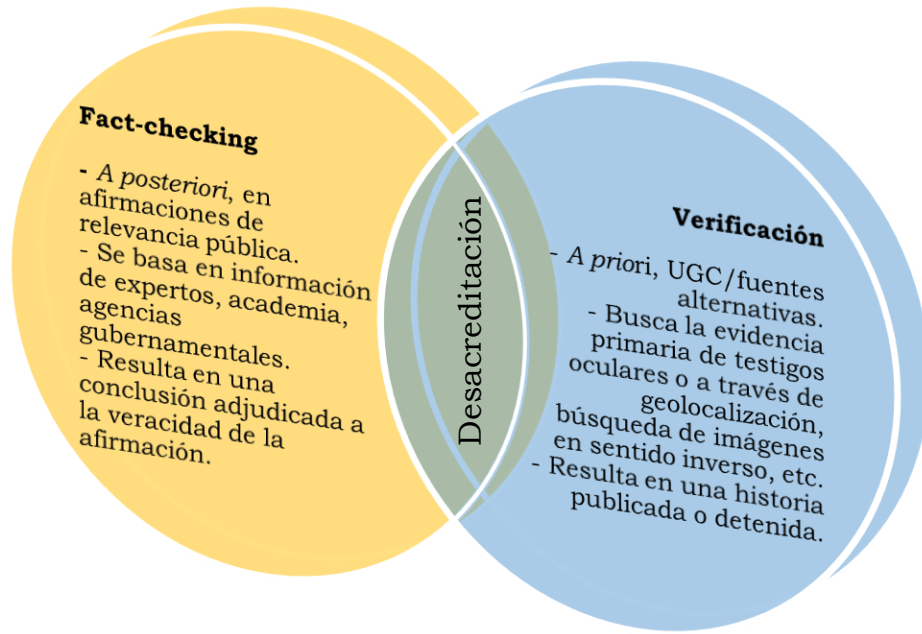 Fact-checking
- A posteriori, en
afirmaciones de
relevancia pública.
- Se basa en información
de expertos, academia,
agencias
gubernamentales.
- Resulta en una
conclusión adjudicada a
la veracidad de la
afirmación.
Desacreditación
Verificación
- A priori, UGC/fuentes
alternativas.
- Busca la evidencia
primaria de testigos
oculares o a través de
geolocalización,
búsqueda de imágenes
en sentido inverso, etc.
- Resulta en una historia
publicada o detenida.